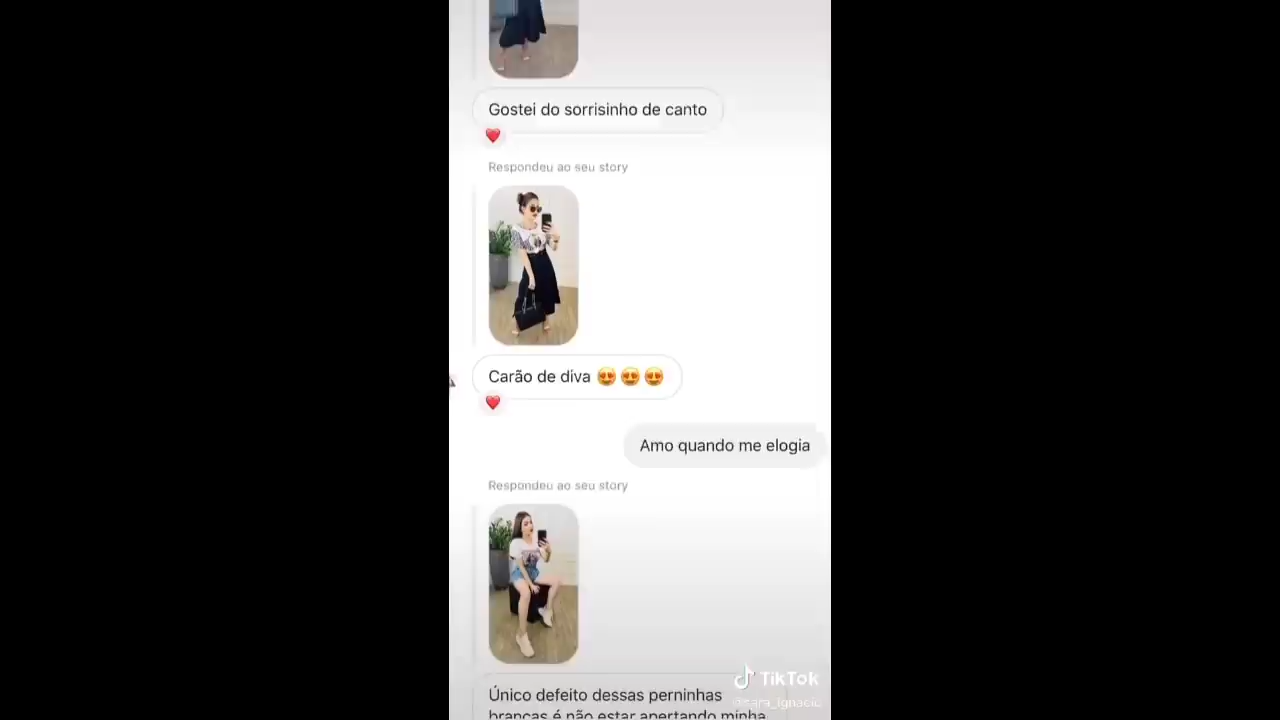 Gostei do sorrisinho de canto
Respondeu ao seu story
Carão de diva
Amo quando me elogia
Respondeu ao seu story
Único defeito dessas perninhas
brancas é não estar apertando minha
TikTok
@sara_ignacio